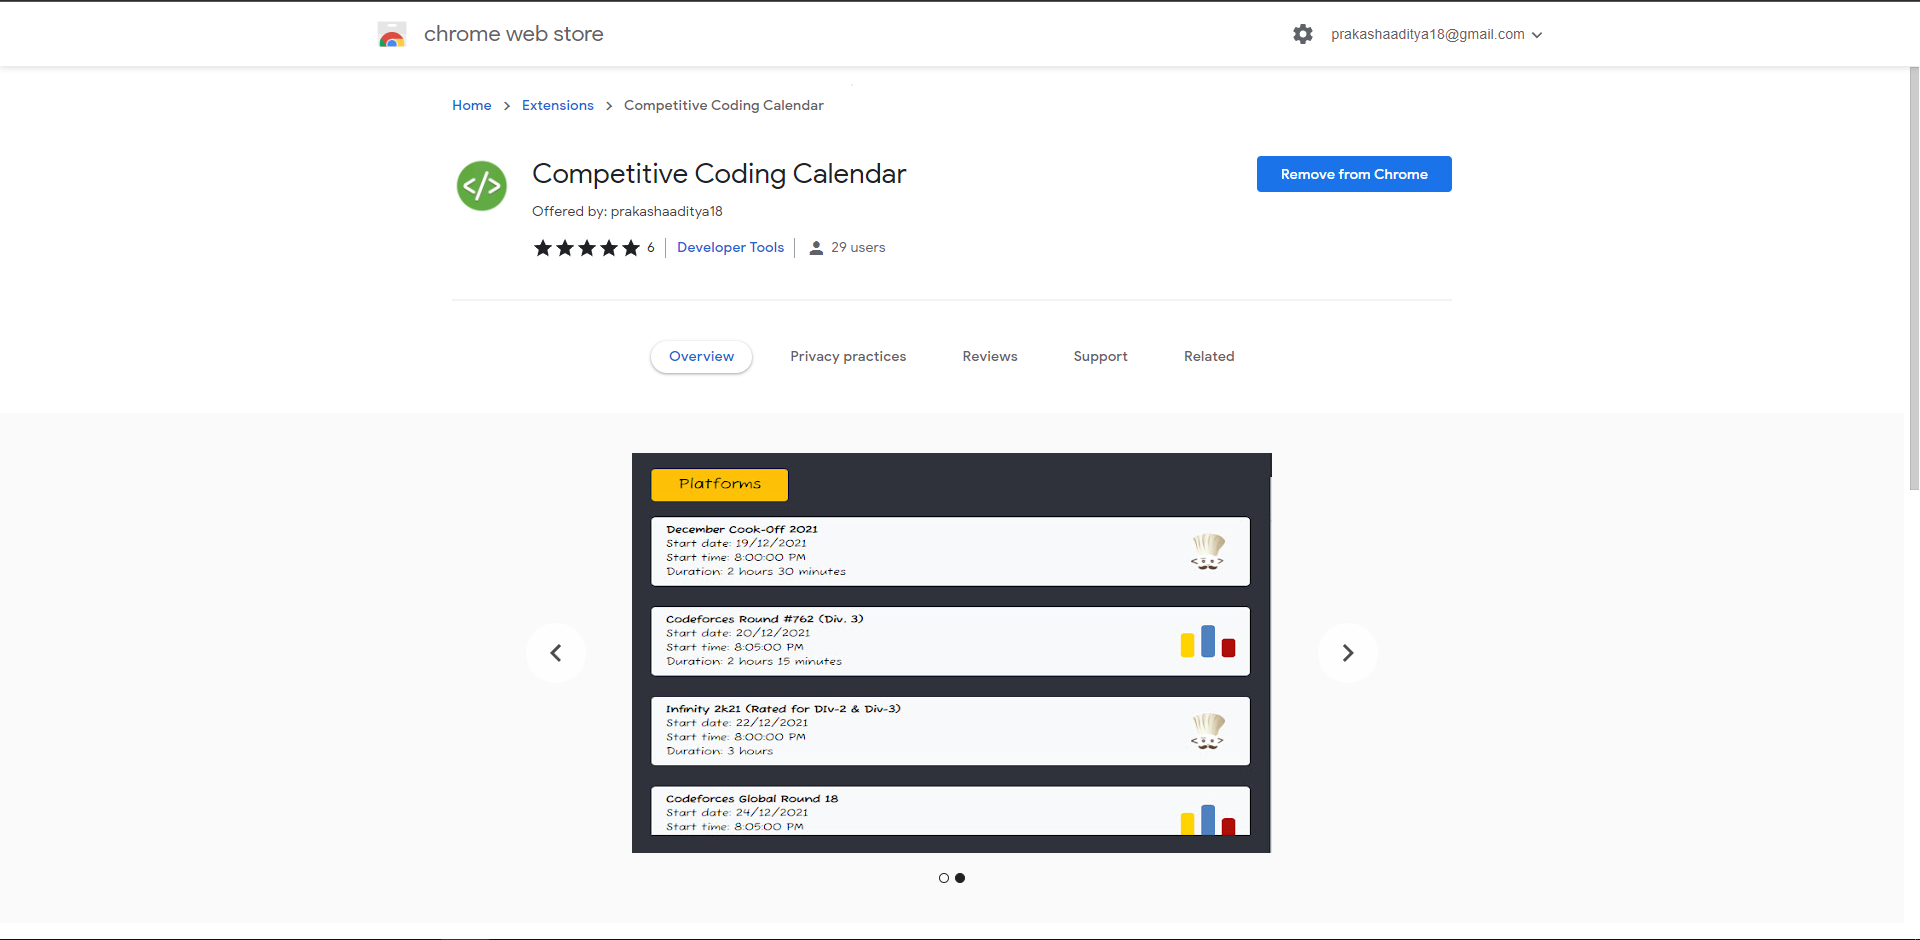 chrome web store
prakashaaditya18@gmail.com
Home > Extensions > Competitive Coding Calendar
</>
Competitive Coding Calendar
Remove from Chrome
Offered by: prakashaaditya18
6 Developer Tools 29 users
Overview Privacy practices Reviews Support Related
Platforms
December Cook-Off 2021
Start date: 19/12/2021
Start time: 8:00:00 PM
Duration: 2 hours 30 minutes
Codeforces Round #762 (Div. 3)
Start date: 20/12/2021
Start time: 8:05:00 PM
Duration: 2 hours 15 minutes
Infinity 2k21 (Rated for DIv-2 & Div-3)
Start date: 22/12/2021
Start time: 8:00:00 PM
Duration: 3 hours
Codeforces Global Round 18
Start date: 24/12/2021
Start time: 8:05:00 PM